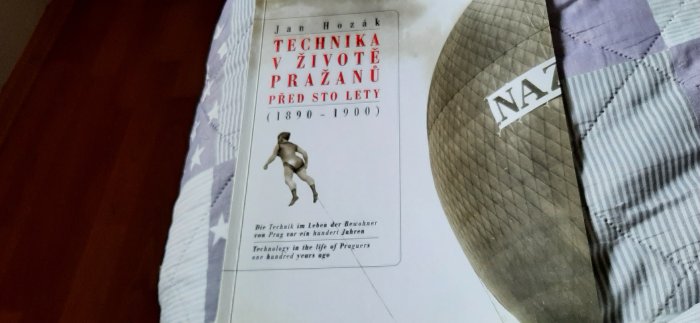 Jan Hozák
TECHNIKA
V ŽIVOTĚ
PRAŽANŮ
PŘED STO LETY
(1890 - 1900)
NAŽ
Die Technik im Leben der Bewohner
von Prag vor ein hundert Jahren
Technology in the life of Praguers
one hundred years ago